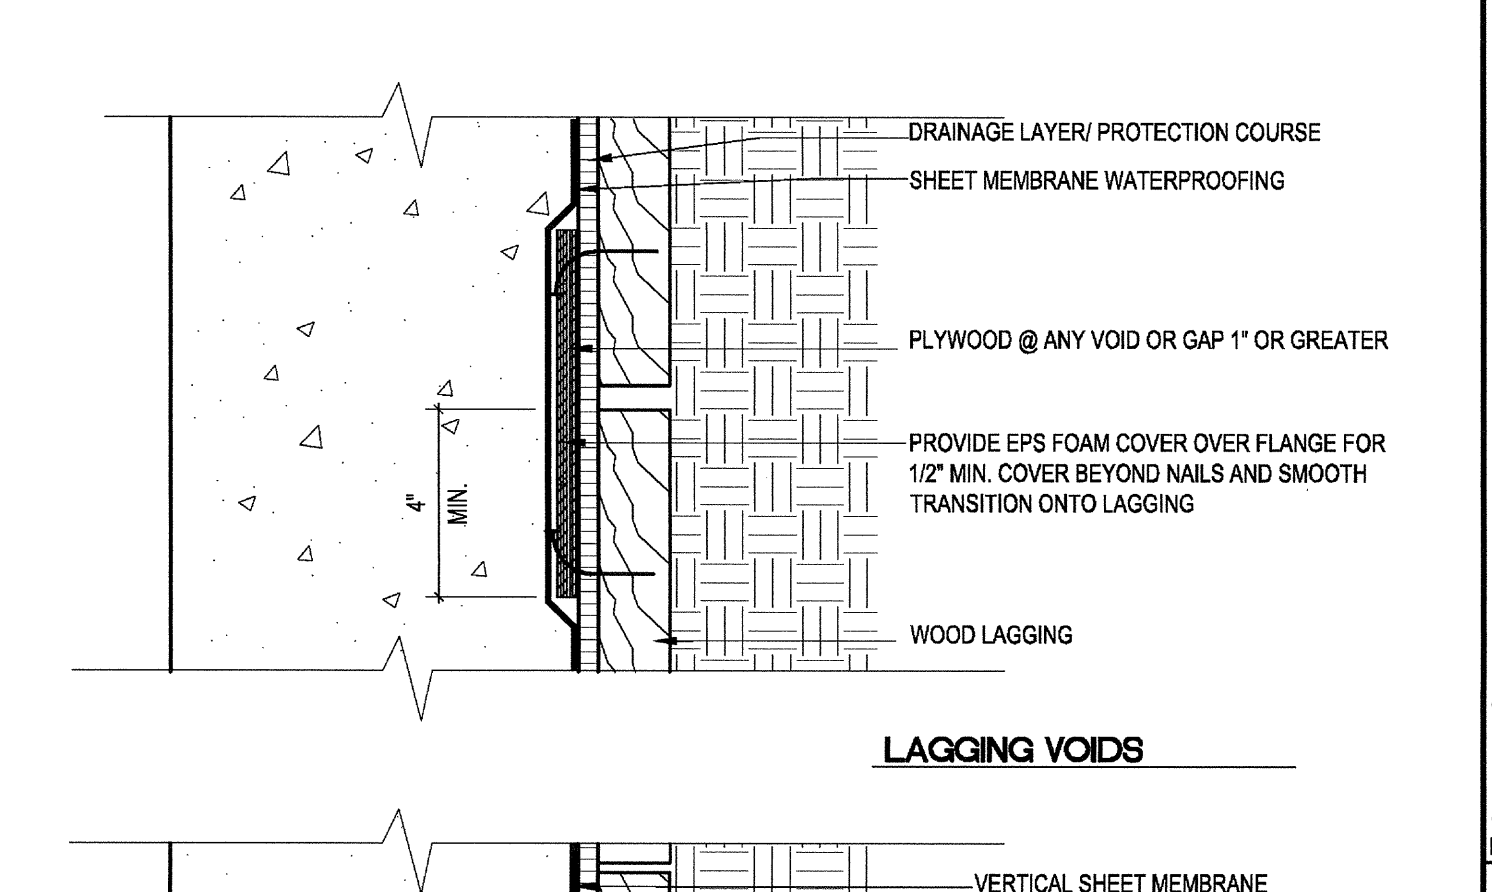 DRAINAGE LAYER/ PROTECTION COURSE
SHEET MEMBRANE WATERPROOFING
PLYWOOD @ ANY VOID OR GAP 1" OR GREATER
PROVIDE EPS FOAM COVER OVER FLANGE FOR
1/2" MIN. COVER BEYOND NAILS AND SMOOTH
TRANSITION ONTO LAGGING
4"
MIN.
WOOD LAGGING
LAGGING VOIDS
VERTICAL SHEET MEMBRANE